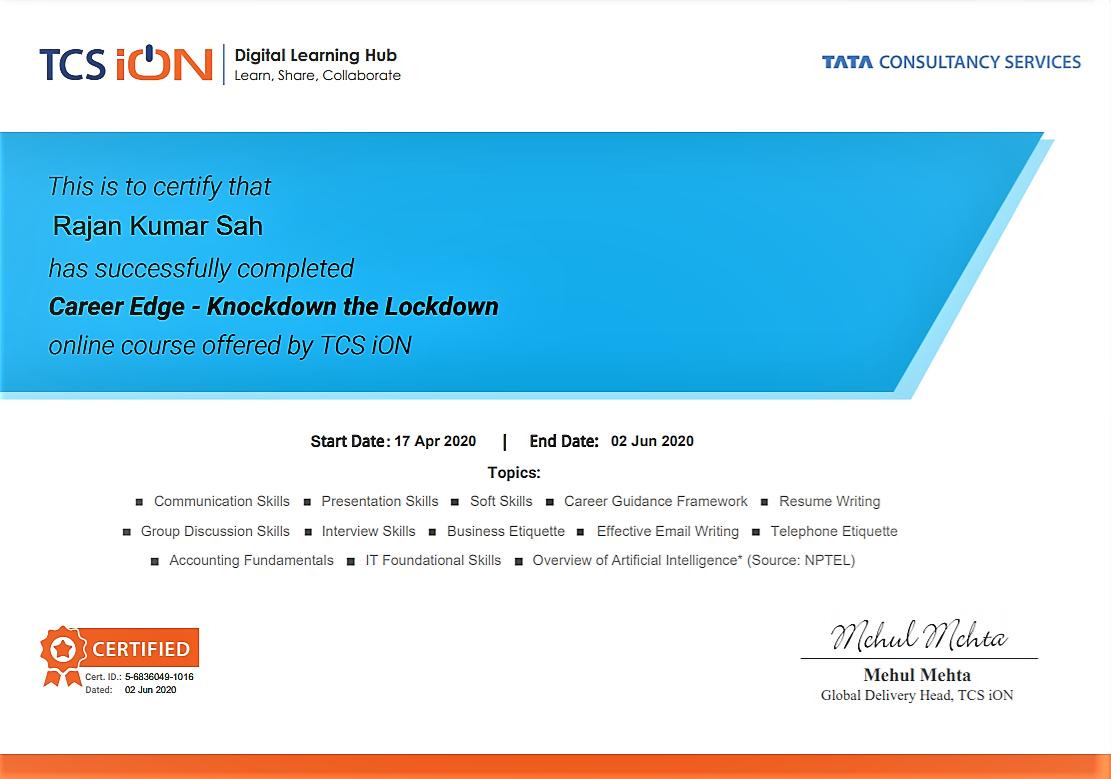 TCS iON Digital Learning Hub
Learn, Share, Collaborate
TATA CONSULTANCY SERVICES
This is to certify that
Rajan Kumar Sah
has successfully completed
Career Edge - Knockdown the Lockdown
online course offered by TCS iON
Start Date: 17 Apr 2020 | End Date: 02 Jun 2020
Topics:
▪ Communication Skills ▪ Presentation Skills ▪ Soft Skills ▪ Career Guidance Framework ▪ Resume Writing
▪ Group Discussion Skills ▪ Interview Skills ▪ Business Etiquette ▪ Effective Email Writing ▪ Telephone Etiquette
▪ Accounting Fundamentals ▪ IT Foundational Skills ▪ Overview of Artificial Intelligence* (Source: NPTEL)
CERTIFIED
Cert. ID.: 5-6836049-1016
Dated: 02 Jun 2020
Mehul Mehta
Mehul Mehta
Global Delivery Head, TCS iON